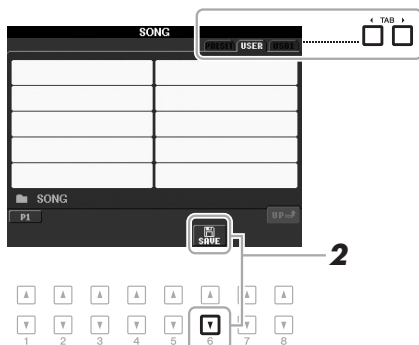 SONG
◄ TAB ►
PRESET USER USB1
SONG
P1
UP
SAVE
2
1 2 3 4 5 6 7 8